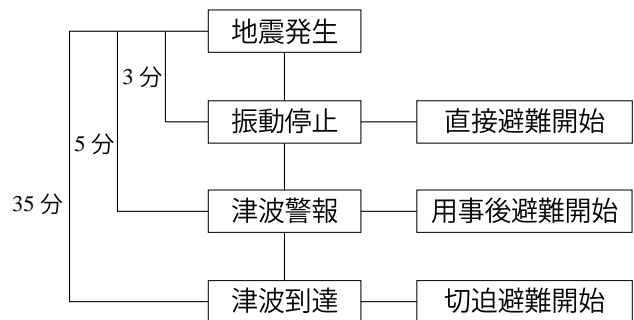 地震発生
3 分
振動停止
直接避難開始
5 分
津波警報
用事後避難開始
35 分
津波到達
切迫避難開始